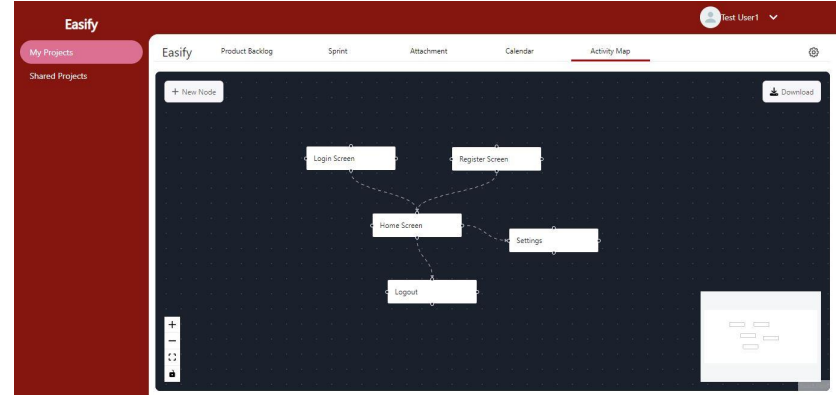 Easify
Test User1
My Projects
Shared Projects
Easify
Product Backlog
Sprint
Attachment
Calendar
Activity Map
+ New Node
Download
Login Screen
Register Screen
Home Screen
Settings
Logout